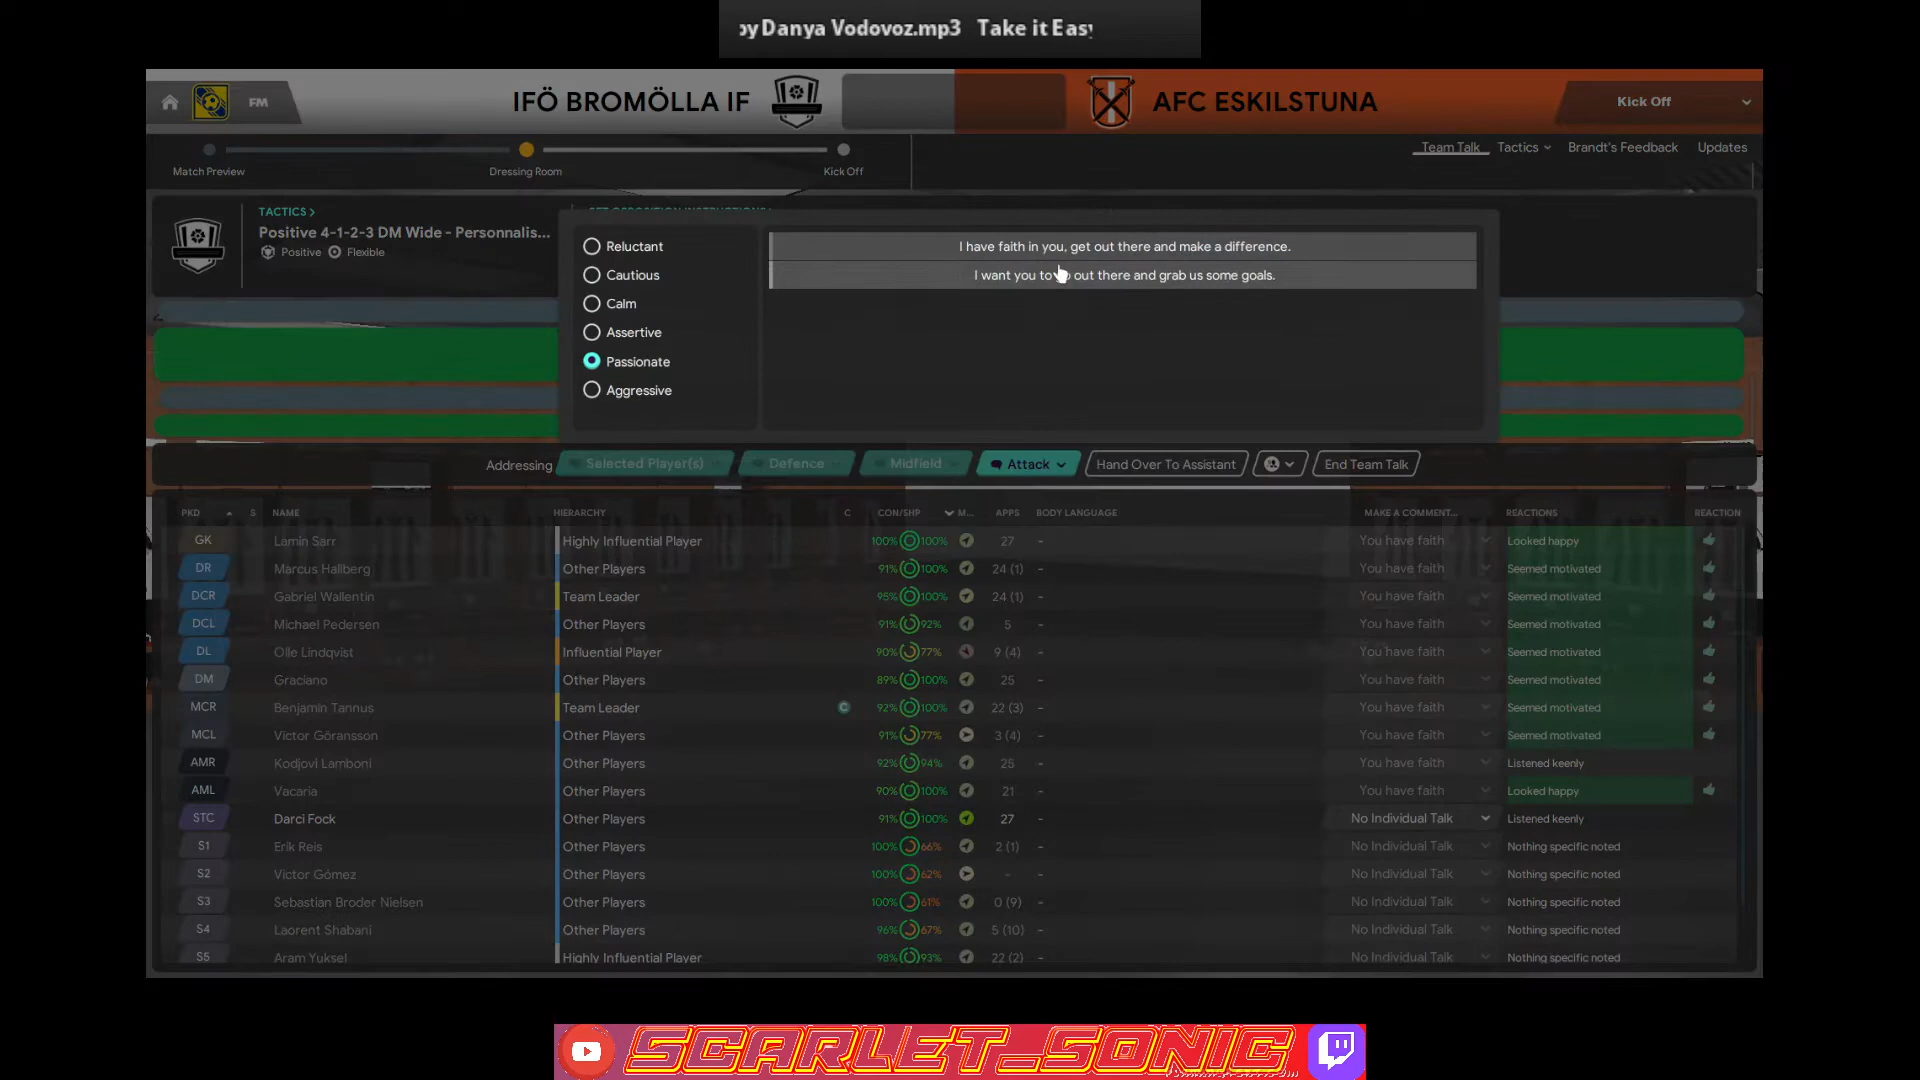 by Danya Vodovoz.mp3 Take it Easy
FM
IFÖ BROMÖLLA IF
AFC ESKILSTUNA
Kick Off
Match Preview
Dressing Room
Kick Off
Team Talk
Tactics
Brandt's Feedback
Updates
TACTICS >
Positive 4-1-2-3 DM Wide - Personnalis...
Positive Flexible
Reluctant
Cautious
Calm
Assertive
Passionate
Aggressive
I have faith in you, get out there and make a difference.
I want you to out there and grab us some goals.
Addressing Selected Player(s) Defence Midfield Attack Hand Over To Assistant End Team Talk
PKD S NAME HIERARCHY C CON/SHP M... APPS BODY LANGUAGE MAKE A COMMENT... REACTIONS REACTION
GK Lamin Sarr Highly Influential Player 100% 100% 27 - You have faith Looked happy
DR Marcus Hallberg Other Players 91% 100% 24 (1) - You have faith Seemed motivated
DCR Gabriel Wallentin Team Leader 95% 100% 24 (1) - You have faith Seemed motivated
DCL Michael Pedersen Other Players 91% 92% 5 - You have faith Seemed motivated
DL Olle Lindqvist Influential Player 90% 77% 9 (4) - You have faith Seemed motivated
DM Graciano Other Players 89% 100% 25 - You have faith Seemed motivated
MCR Benjamin Tannus Team Leader C 92% 100% 22 (3) - You have faith Seemed motivated
MCL Victor Göransson Other Players 91% 77% 3 (4) - You have faith Seemed motivated
AMR Kodjovi Lamboni Other Players 92% 94% 25 - You have faith Listened keenly
AML Vacaria Other Players 90% 100% 21 - You have faith Looked happy
STC Darci Fock Other Players 91% 100% 27 - No Individual Talk Listened keenly
S1 Erik Reis Other Players 100% 66% 2 (1) - No Individual Talk Nothing specific noted
S2 Victor Gómez Other Players 100% 62% - - No Individual Talk Nothing specific noted
S3 Sebastian Broder Nielsen Other Players 100% 61% 0 (9) - No Individual Talk Nothing specific noted
S4 Laorent Shabani Other Players 96% 67% 5 (10) - No Individual Talk Nothing specific noted
S5 Aram Yuksel Highly Influential Player 98% 93% 22 (2) - No Individual Talk Nothing specific noted
SCARLET_SONIC